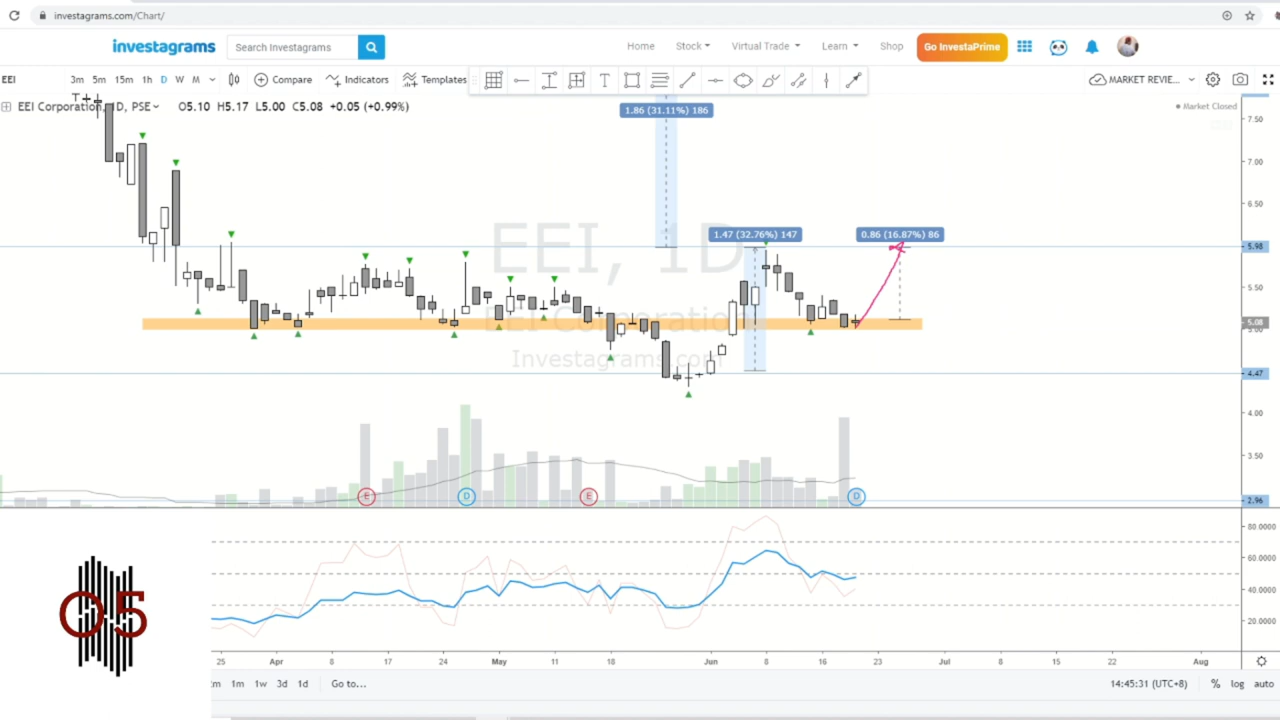 investagrams.com/Chart/
investagrams Search Investagrams Home Stock Virtual Trade Learn Shop Go InvestaPrime
EEI 3m 5m 15m 1h D W M Compare Indicators Templates MARKET REVIE...
EEI Corporation, 1D, PSE O5.10 H5.17 L5.00 C5.08 +0.05 (+0.99%) Market Closed
1.86 (31.11%) 186
7.50
7.00
6.50
1.47 (32.76%) 147 0.86 (16.87%) 86
EEI, 1D
5.98
5.50
EEI Corporation
5.08
5.00
Investagrams.com
4.47
4.00
3.50
E D E D
2.96
80.0000
60.0000
40.0000
20.0000
O5
25 Apr 8 17 24 May 11 18 Jun 8 16 23 Jul 8 15 22 Aug
1m 1w 3d 1d Go to... 14:45:31 (UTC+8) % log auto